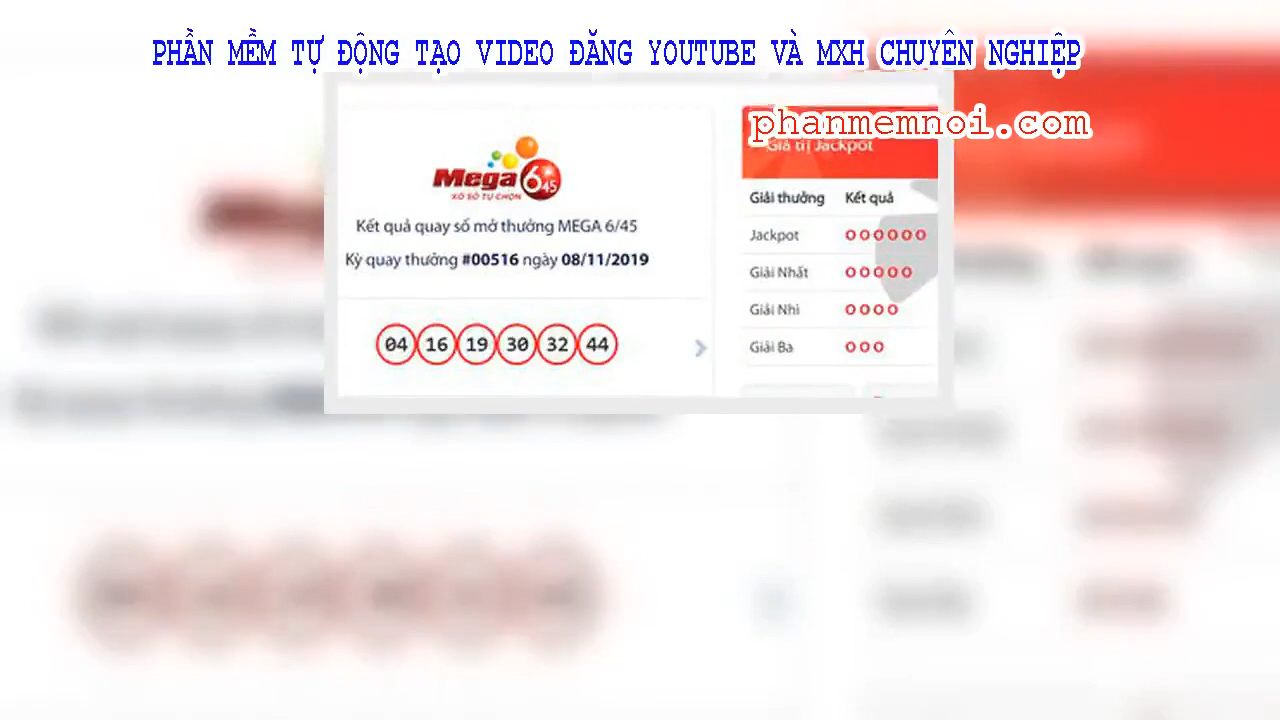 PHẦN MỀM TỰ ĐỘNG TẠO VIDEO ĐĂNG YOUTUBE VÀ MXH CHUYÊN NGHIỆP
phanmemnoi.com
Mega 6/45
XỔ SỐ TỰ CHỌN
Kết quả quay số mở thưởng MEGA 6/45
Kỳ quay thưởng #00516 ngày 08/11/2019
04 16 19 30 32 44
Giá trị Jackpot
Giải thưởng Kết quả
Jackpot O O O O O O
Giải Nhất O O O O O
Giải Nhì O O O O
Giải Ba O O O